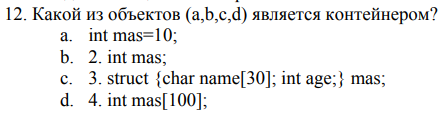 12. Какой из объектов (a,b,c,d) является контейнером?
a. int mas=10;
b. 2. int mas;
c. 3. struct {char name[30]; int age;} mas;
d. 4. int mas[100];